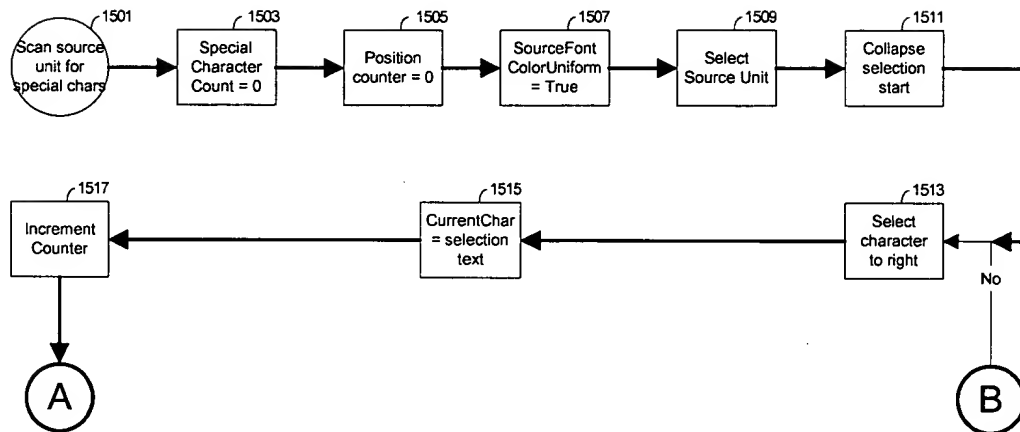 1501
Scan source
unit for
special chars
1503
Special
Character
Count = 0
1505
Position
counter = 0
1507
SourceFont
ColorUniform
= True
1509
Select
Source Unit
1511
Collapse
selection
start
1517
Increment
Counter
1515
CurrentChar
= selection
text
1513
Select
character
to right
No
A
B